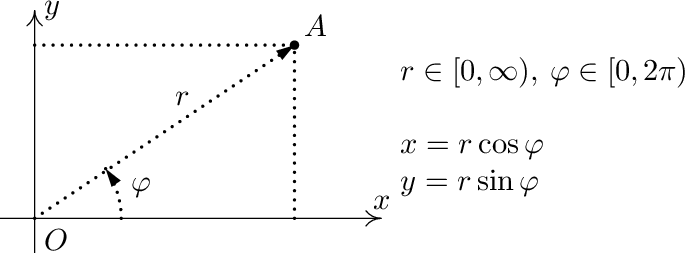 y
A
r ∈ [0, ∞), φ ∈ [0, 2π)
r
x = r cos φ
φ
y = r sin φ
x
O